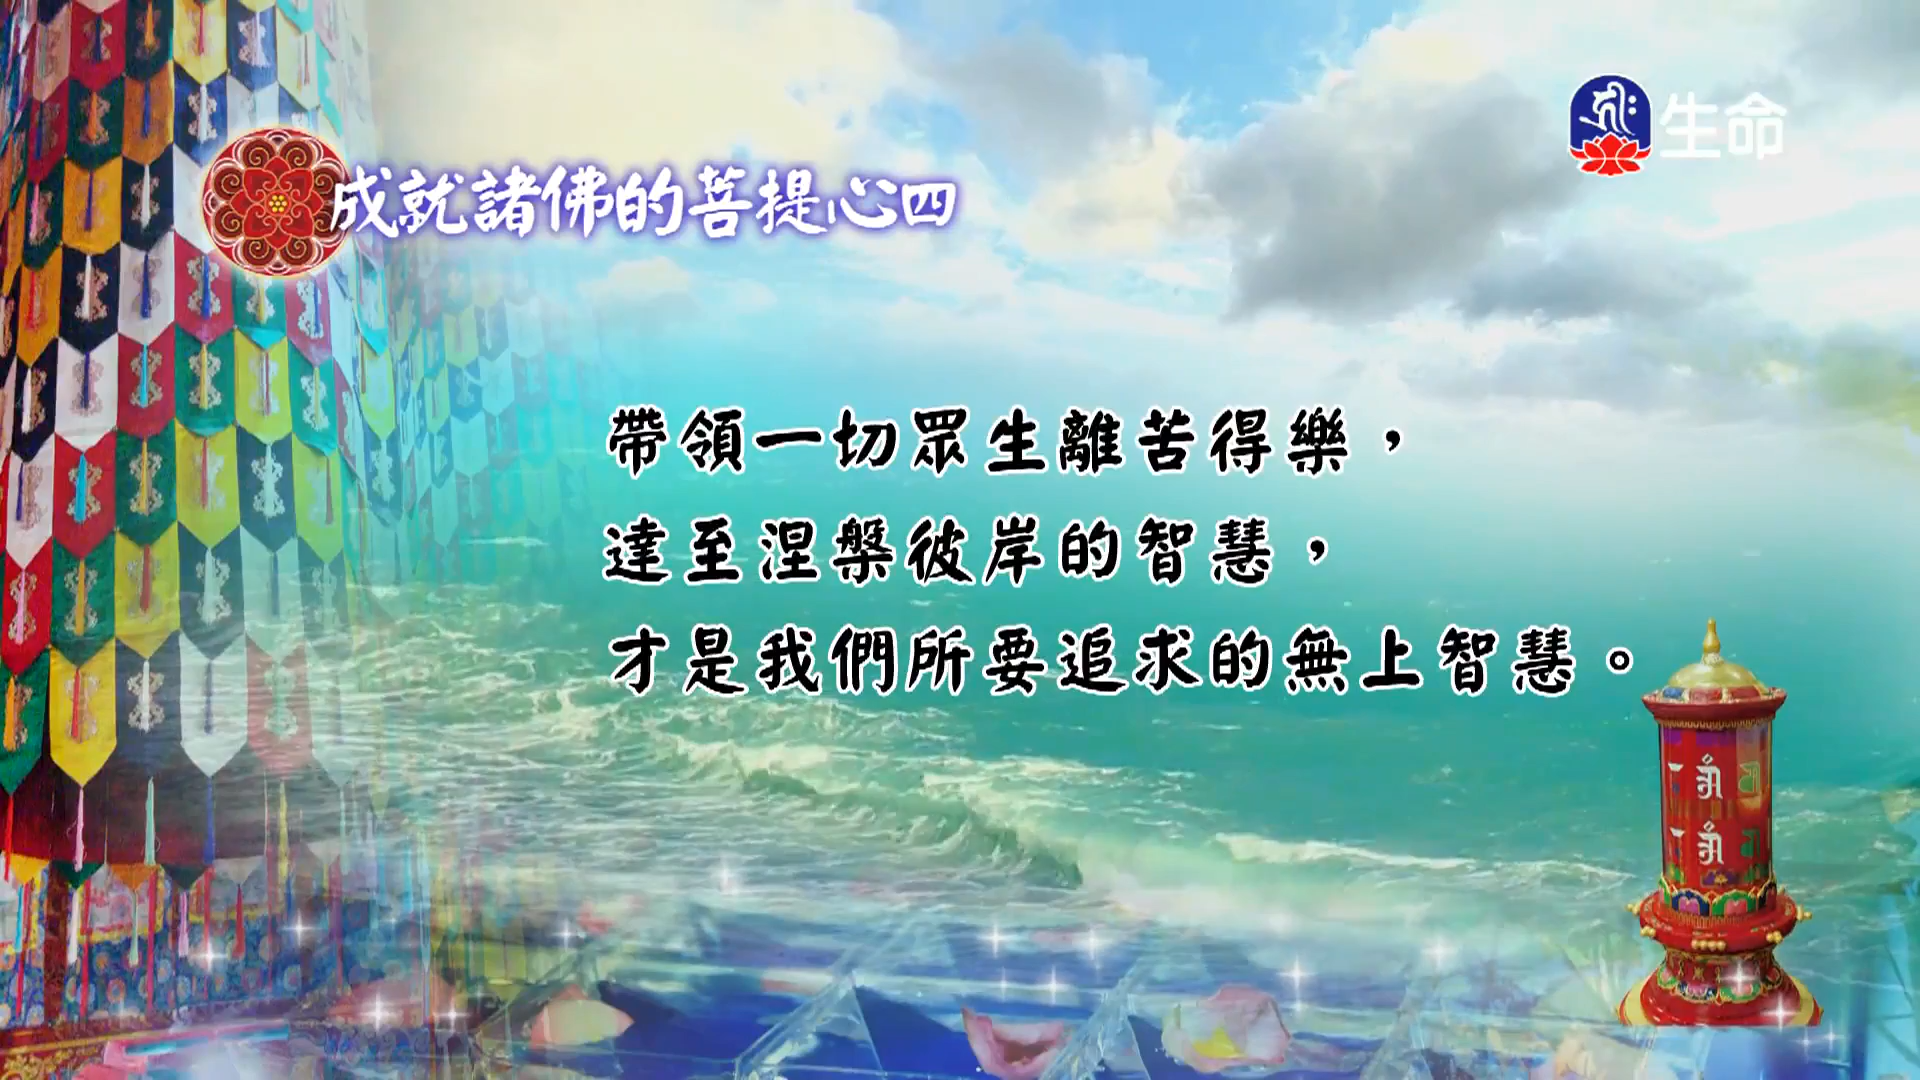 生命
成就諸佛的菩提心四
帶領一切眾生離苦得樂，
達至涅槃彼岸的智慧，
才是我們所要追求的無上智慧。